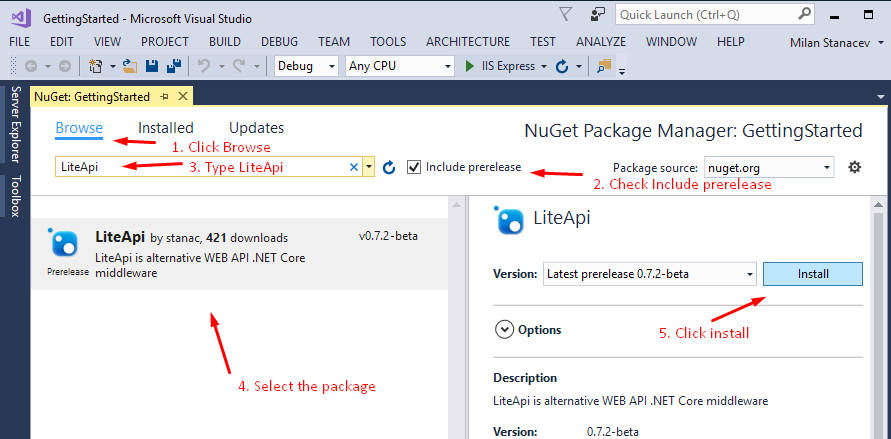 GettingStarted - Microsoft Visual Studio
Quick Launch (Ctrl+Q)
FILE EDIT VIEW PROJECT BUILD DEBUG TEAM TOOLS ARCHITECTURE TEST ANALYZE WINDOW HELP Milan Stanacev
Debug Any CPU IIS Express
Server Explorer
Toolbox
NuGet: GettingStarted
Browse Installed Updates
NuGet Package Manager: GettingStarted
1. Click Browse
LiteApi
3. Type LiteApi
Include prerelease
Package source: nuget.org
2. Check Include prerelease
LiteApi by stanac, 421 downloads v0.7.2-beta
LiteApi is alternative WEB API .NET Core
middleware
Prerelease
4. Select the package
LiteApi
Version: Latest prerelease 0.7.2-beta Install
5. Click install
Options
Description
LiteApi is alternative WEB API .NET Core middleware
Version: 0.7.2-beta